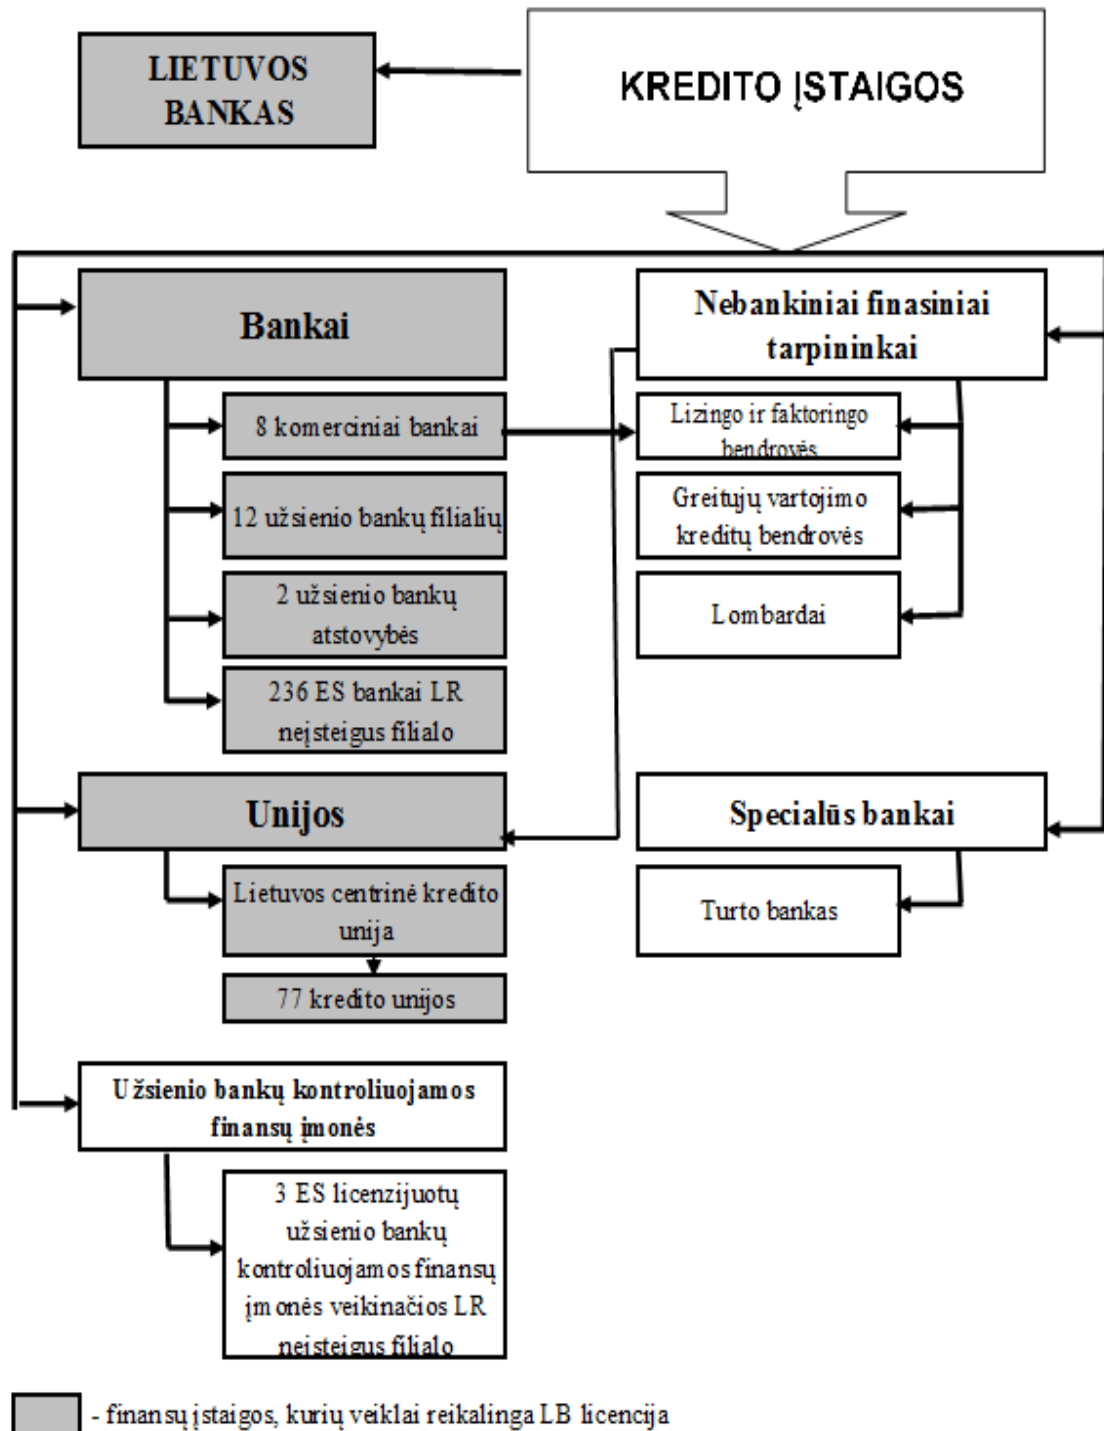 LIETUVOS
BANKAS
KREDITO ĮSTAIGOS
Bankai
8 komerciniai bankai
12 užsienio bankų filialių
2 užsienio bankų
atstovybės
236 ES bankai LR
neįsteigus filialo
Nebankiniai finasiniai
tarpininkai
Lizingo ir faktoringo
bendrovės
Greitųjų vartojimo
kreditų bendrovės
Lombardai
Unijos
Lietuvos centrinė kredito
unija
77 kredito unijos
Specialūs bankai
Turto bankas
Užsienio bankų kontroliuojamos
finansų įmonės
3 ES licenzijuotų
užsienio bankų
kontroliuojamos finansų
įmonės veikinačios LR
neįsteigus filialo
- finansų įstaigos, kurių veiklai reikalinga LB licencija